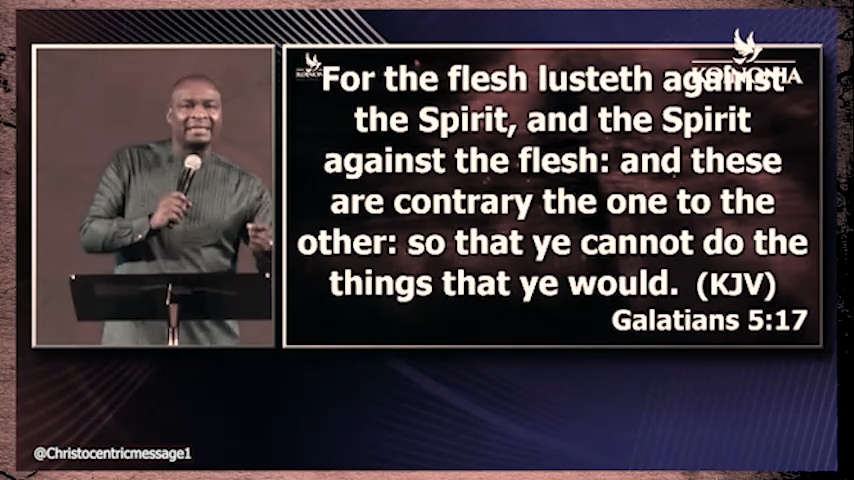 KOINONIA
For the flesh lusteth against
the Spirit, and the Spirit
against the flesh: and these
are contrary the one to the
other: so that ye cannot do the
things that ye would. (KJV)
Galatians 5:17
@Christocentricmessage1